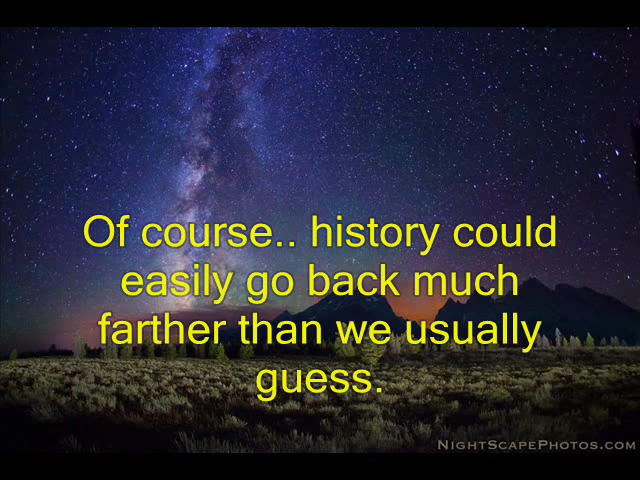 Of course.. history could
easily go back much
farther than we usually
guess.
NightScapePhotos.com